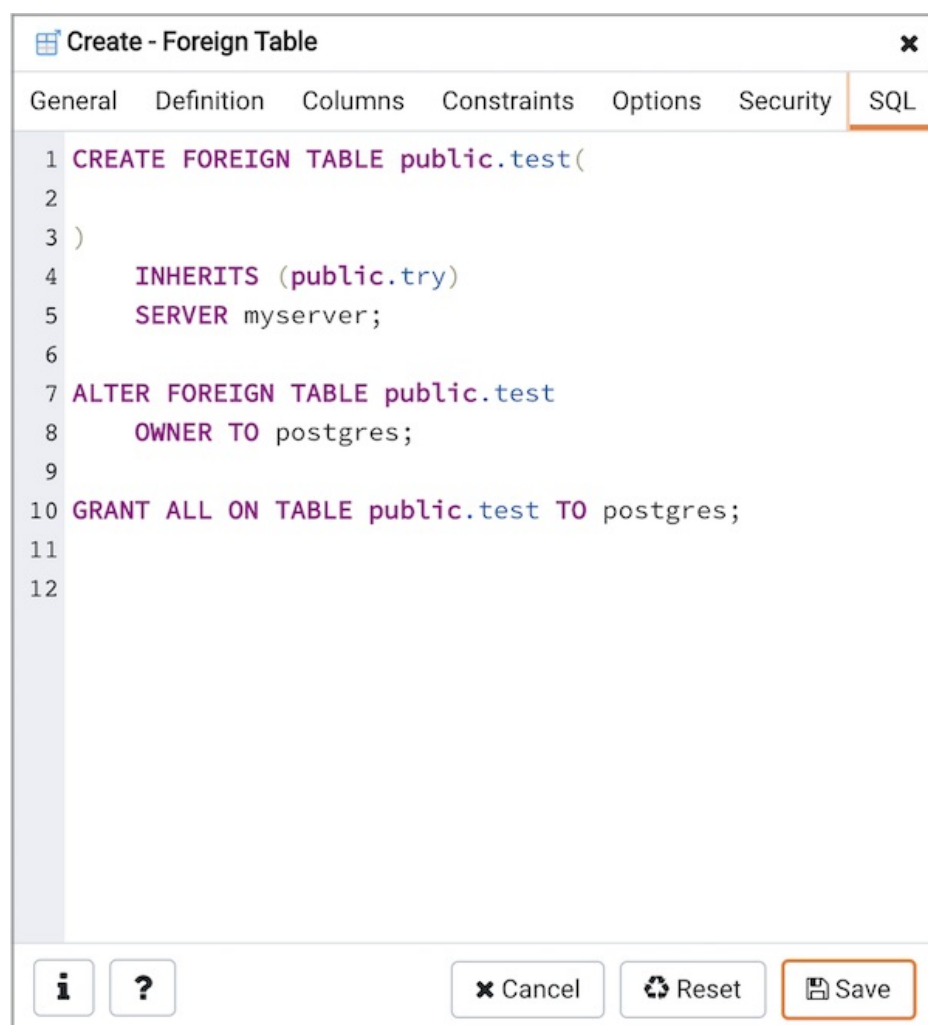 Create - Foreign Table
General Definition Columns Constraints Options Security SQL
1 CREATE FOREIGN TABLE public.test(
2
3 )
4     INHERITS (public.try)
5     SERVER myserver;
6
7 ALTER FOREIGN TABLE public.test
8     OWNER TO postgres;
9
10 GRANT ALL ON TABLE public.test TO postgres;
11
12
i ? Cancel Reset Save